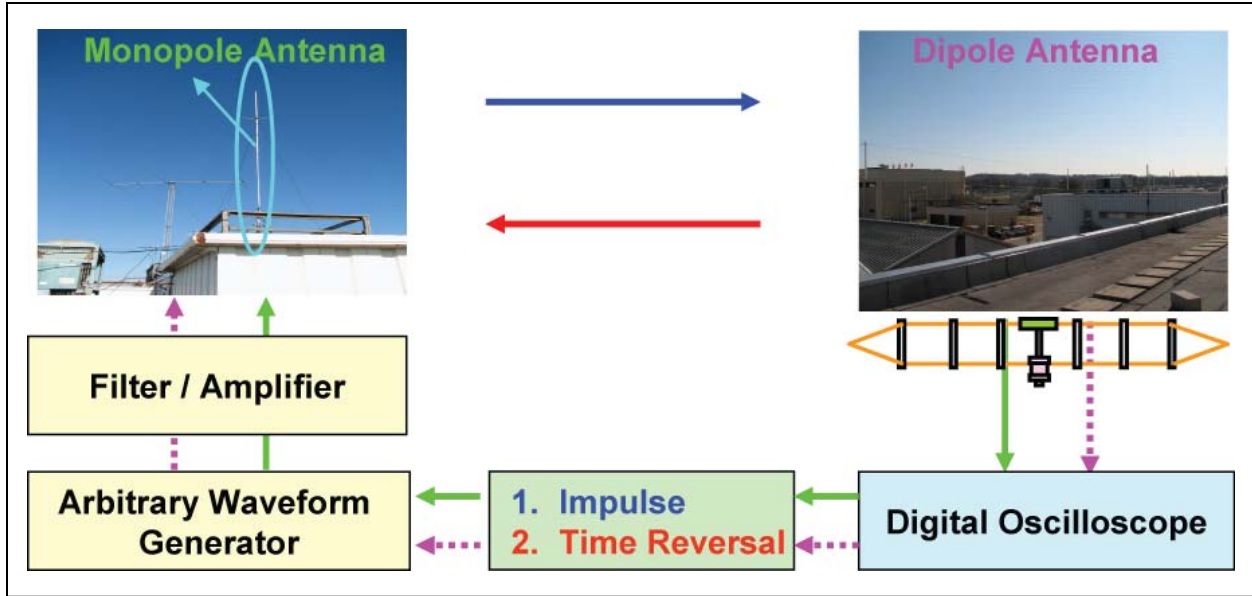 Monopole Antenna
Dipole Antenna
Filter / Amplifier
Arbitrary Waveform
Generator
1. Impulse
2. Time Reversal
Digital Oscilloscope